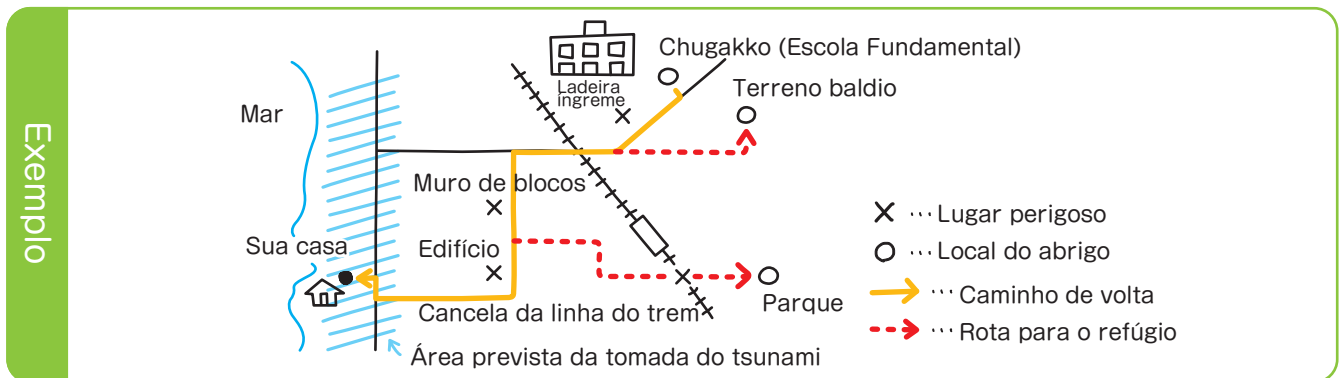 Exemplo
Chugakko (Escola Fundamental)
Ladeira
íngreme
Terreno baldio
Mar
Muro de blocos
Sua casa
Edifício
Parque
Cancela da linha do trem
Área prevista da tomada do tsunami
× ···Lugar perigoso
○ ···Local do abrigo
···Caminho de volta
···Rota para o refúgio